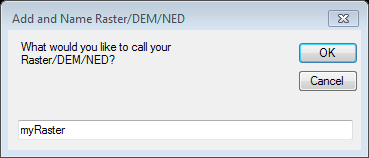 Add and Name Raster/DEM/NED
What would you like to call your
Raster/DEM/NED?
OK
Cancel
myRaster